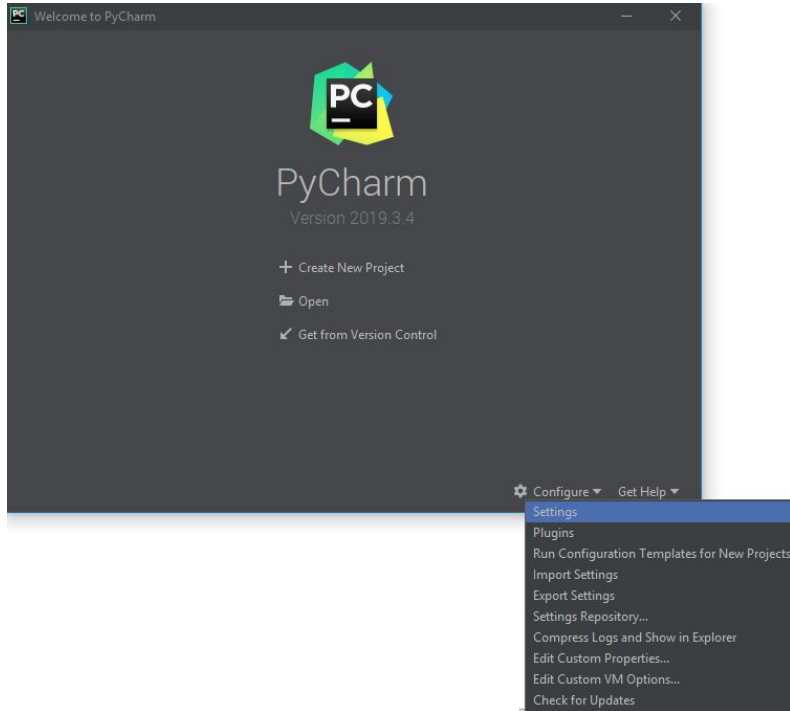 PC Welcome to PyCharm
PC
PyCharm
Version 2019.3.4
Create New Project
Open
Get from Version Control
Configure Get Help
Settings
Plugins
Run Configuration Templates for New Projects
Import Settings
Export Settings
Settings Repository...
Compress Logs and Show in Explorer
Edit Custom Properties...
Edit Custom VM Options...
Check for Updates